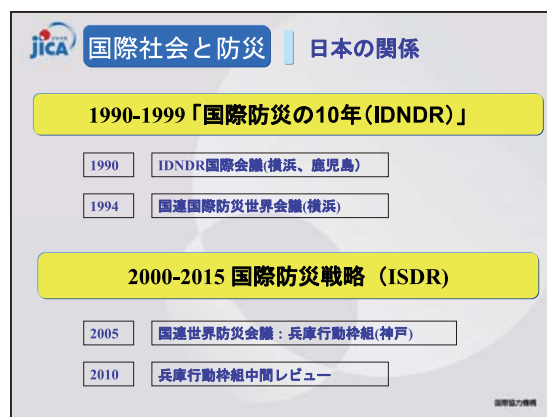 jICA
国際社会と防災
日本の関係
1990-1999「国際防災の10年(IDNDR)」
1990
IDNDR国際会議(横浜、鹿児島)
1994
国連国際防災世界会議(横浜)
2000-2015 国際防災戦略（ISDR)
2005
国連世界防災会議：兵庫行動枠組(神戸)
2010
兵庫行動枠組中間レビュー
国際協力機構